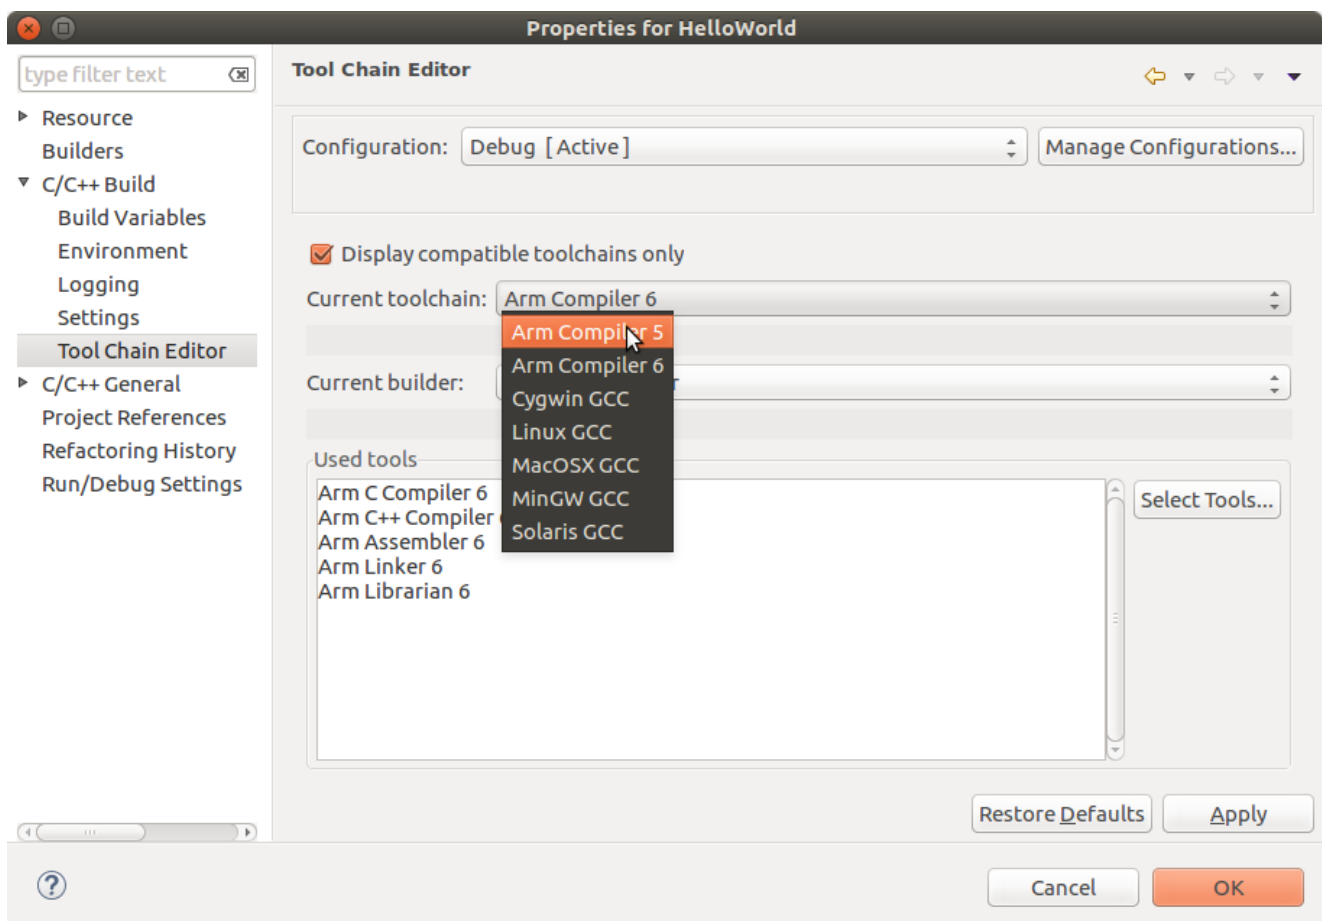 Properties for HelloWorld
type filter text
Tool Chain Editor
Resource
Builders
C/C++ Build
Build Variables
Environment
Logging
Settings
Tool Chain Editor
C/C++ General
Project References
Refactoring History
Run/Debug Settings
Configuration: Debug [ Active ] Manage Configurations...
Display compatible toolchains only
Current toolchain: Arm Compiler 6
Arm Compiler 5
Arm Compiler 6
Cygwin GCC
Linux GCC
MacOSX GCC
MinGW GCC
Solaris GCC
Current builder:
Used tools
Arm C Compiler 6
Arm C++ Compiler
Arm Assembler 6
Arm Linker 6
Arm Librarian 6
Select Tools...
Restore Defaults Apply
Cancel OK